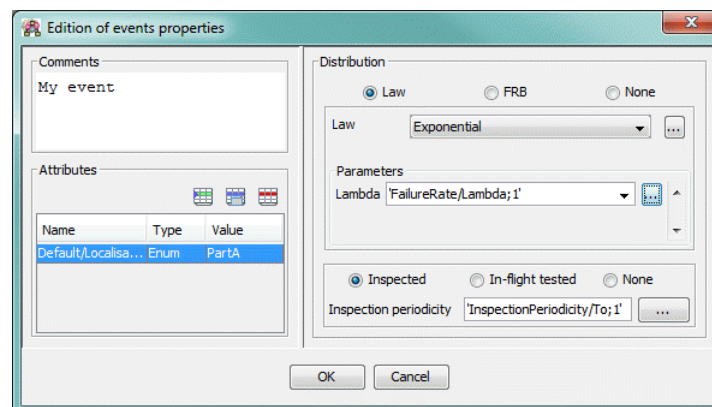 Edition of events properties
Comments
My event
Attributes
Name Type Value
Default/Localisa... Enum PartA
Distribution
Law FRB None
Law Exponential ...
Parameters
Lambda 'FailureRate/Lambda;1' ...
Inspected In-flight tested None
Inspection periodicity 'InspectionPeriodicity/To;1' ...
OK Cancel